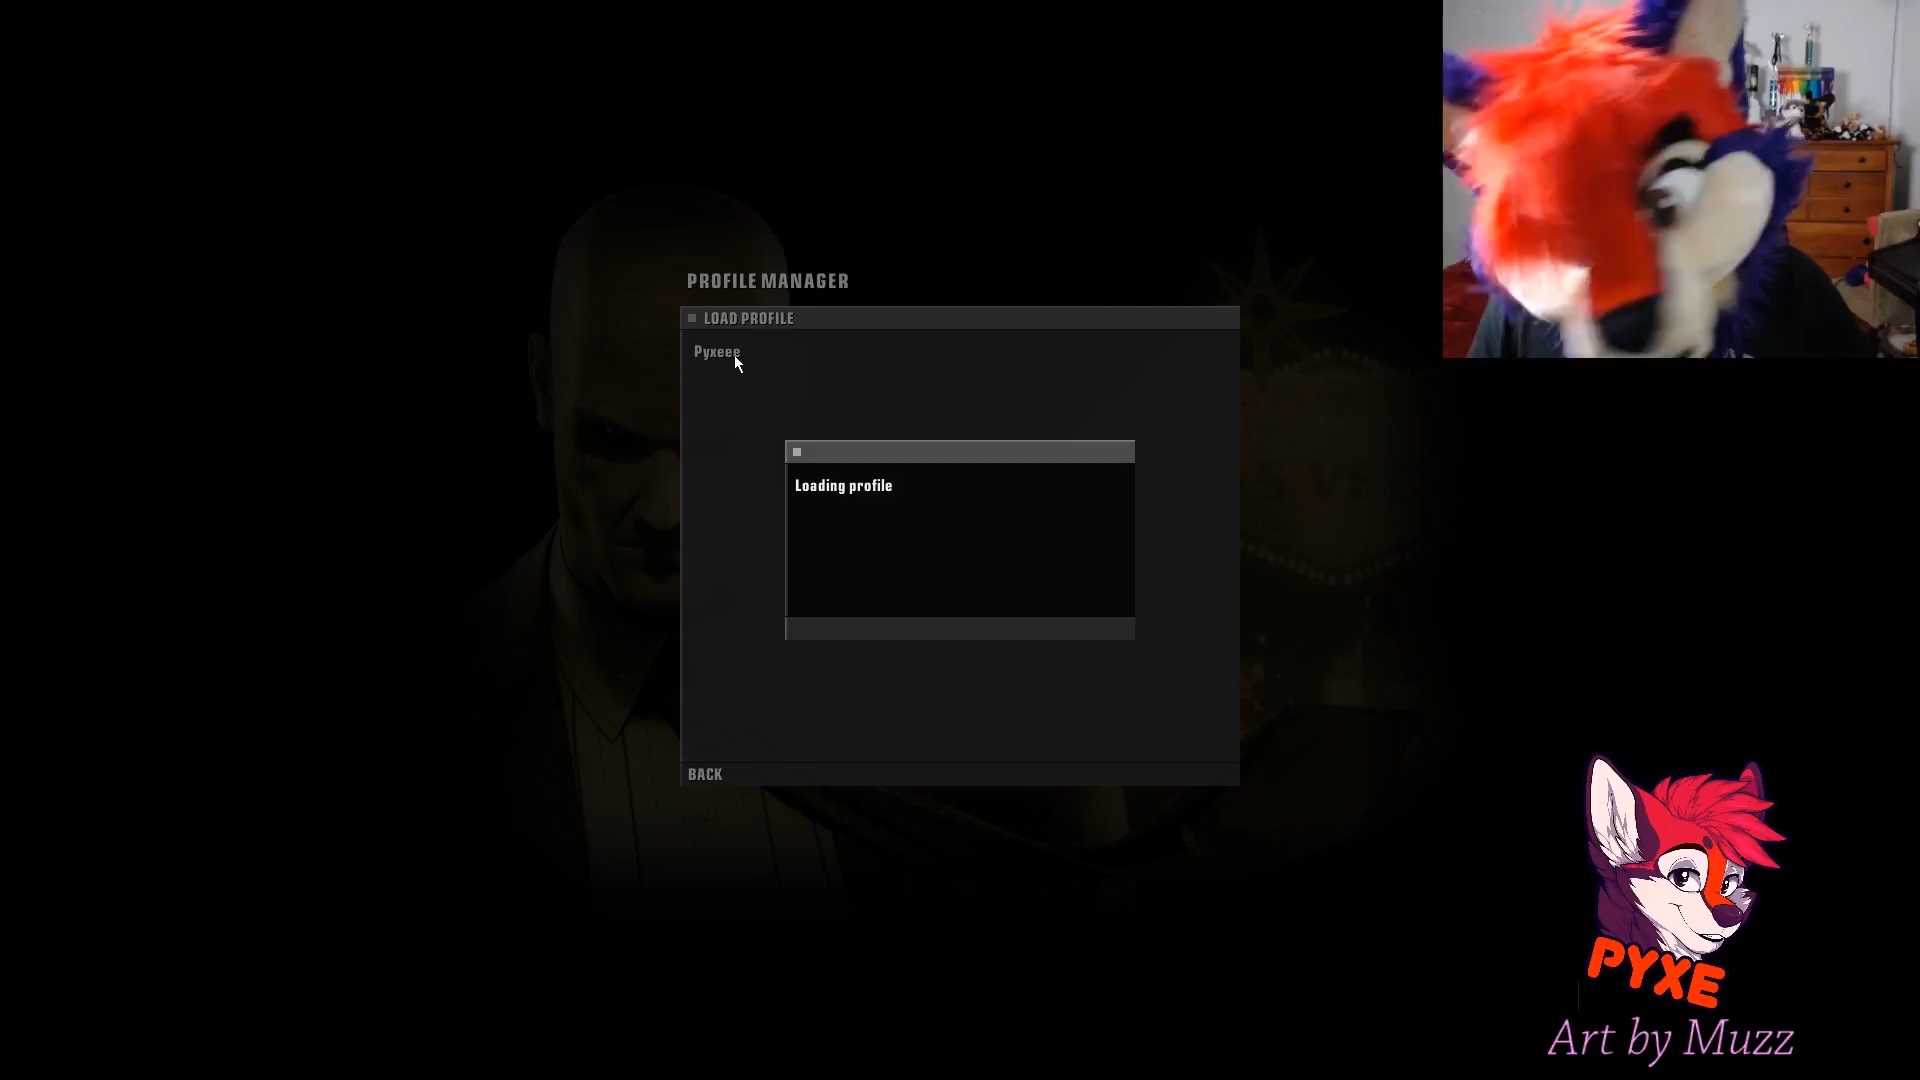 PROFILE MANAGER
LOAD PROFILE
Pyxeee
Loading profile
BACK
PYXE
Art by Muzz